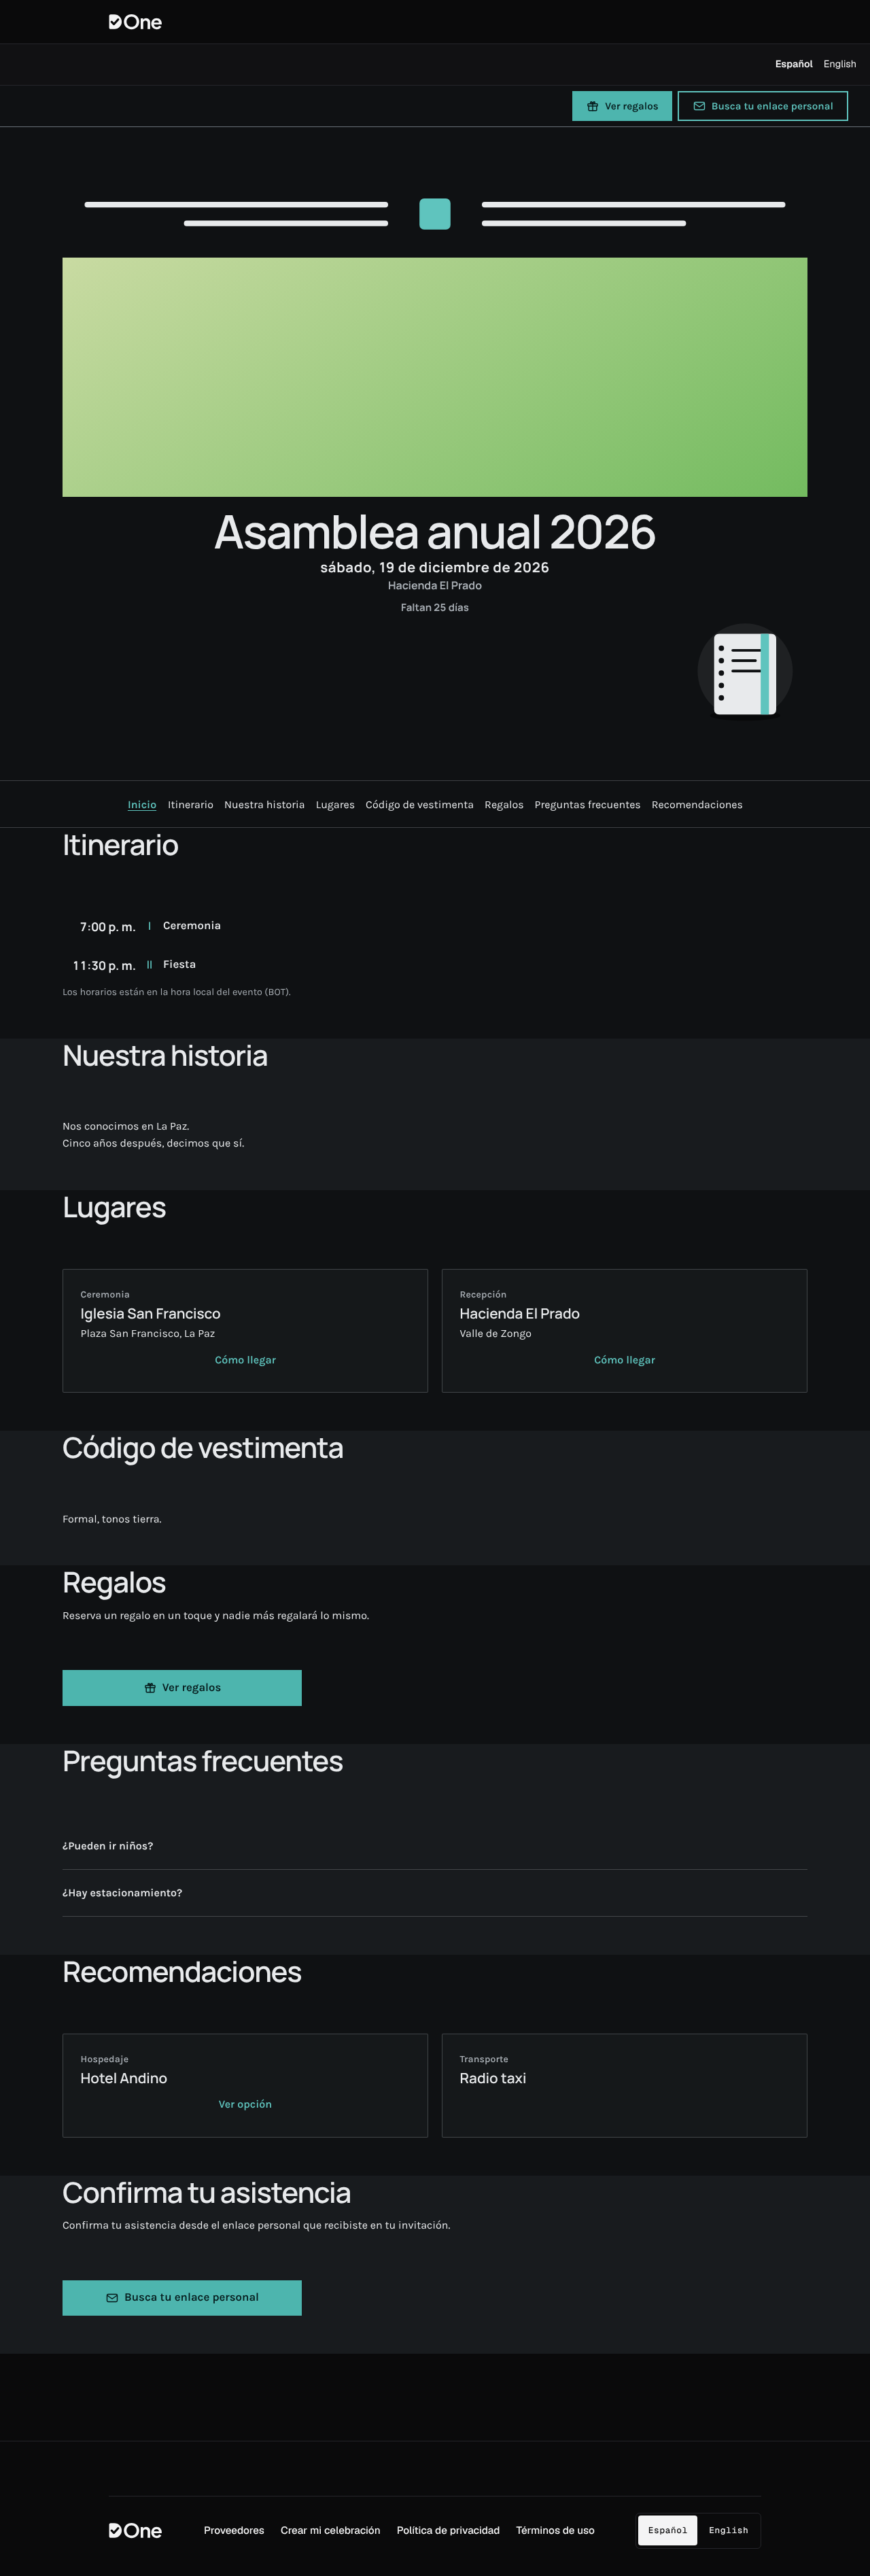 One
Español English
Ver regalos Busca tu enlace personal
Asamblea anual 2026
sábado, 19 de diciembre de 2026
Hacienda El Prado
Faltan 25 días
Inicio Itinerario Nuestra historia Lugares Código de vestimenta Regalos Preguntas frecuentes Recomendaciones
Itinerario
7:00 p. m. I Ceremonia
11:30 p. m. II Fiesta
Los horarios están en la hora local del evento (BOT).
Nuestra historia
Nos conocimos en La Paz.
Cinco años después, decimos que sí.
Lugares
Ceremonia
Iglesia San Francisco
Plaza San Francisco, La Paz
Cómo llegar
Recepción
Hacienda El Prado
Valle de Zongo
Cómo llegar
Código de vestimenta
Formal, tonos tierra.
Regalos
Reserva un regalo en un toque y nadie más regalará lo mismo.
Ver regalos
Preguntas frecuentes
¿Pueden ir niños?
¿Hay estacionamiento?
Recomendaciones
Hospedaje
Hotel Andino
Ver opción
Transporte
Radio taxi
Confirma tu asistencia
Confirma tu asistencia desde el enlace personal que recibiste en tu invitación.
Busca tu enlace personal
One
Proveedores Crear mi celebración Política de privacidad Términos de uso
Español English